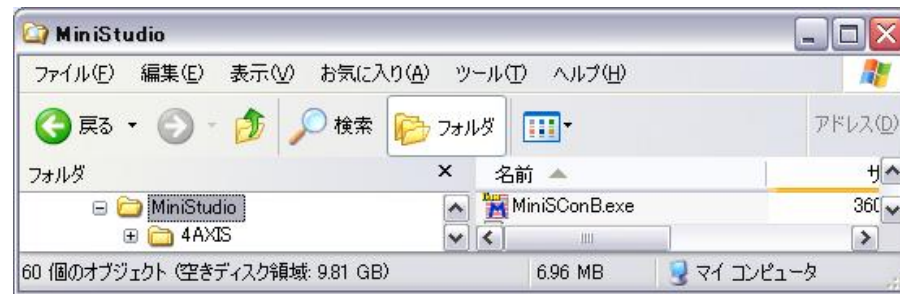 MiniStudio
ファイル(F) 編集(E) 表示(V) お気に入り(A) ツール(T) ヘルプ(H)
戻る 検索 フォルダ アドレス(D)
フォルダ × 名前 サ
MiniStudio MiniSConB.exe 360
4AXIS
60 個のオブジェクト (空きディスク領域: 9.81 GB) 6.96 MB マイ コンピュータ